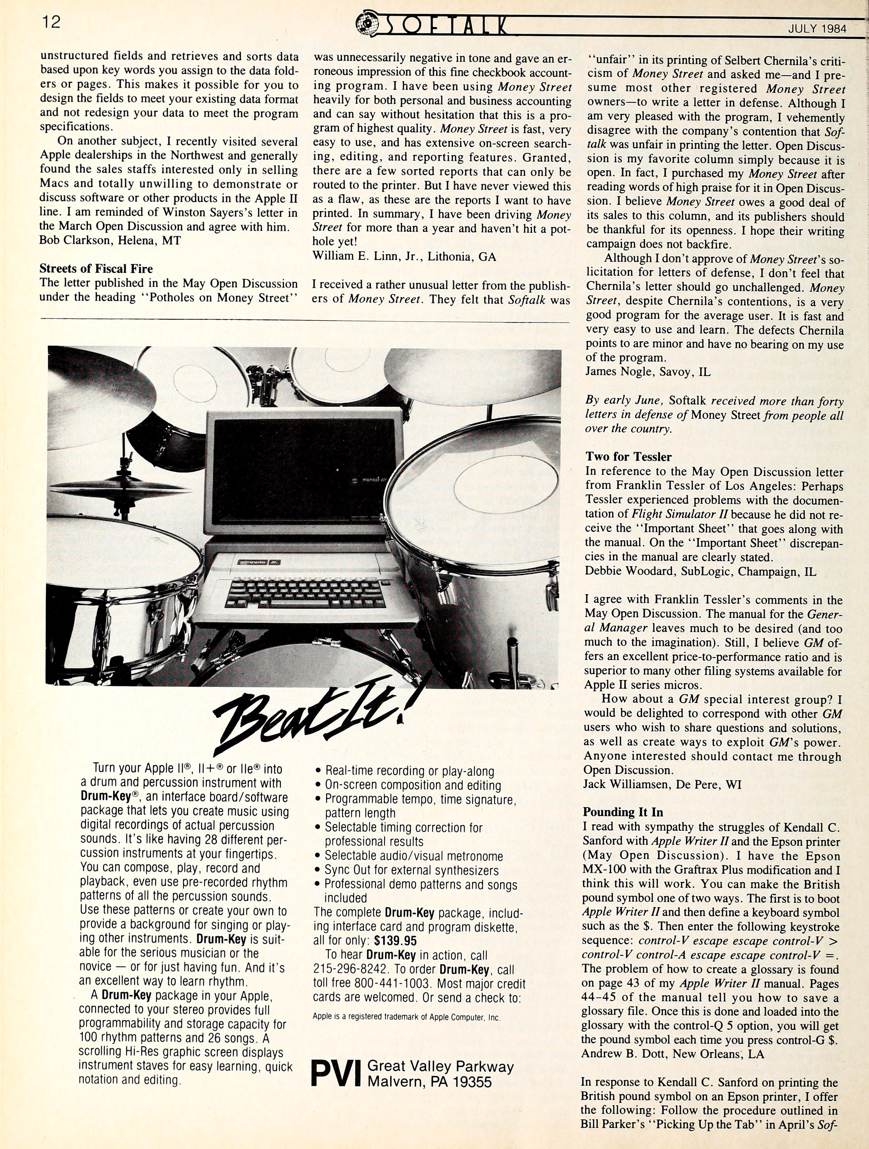 12
SOFTALK
JULY 1984
unstructured fields and retrieves and sorts data
based upon key words you assign to the data fold-
ers or pages. This makes it possible for you to
design the fields to meet your existing data format
and not redesign your data to meet the program
specifications.
On another subject, I recently visited several
Apple dealerships in the Northwest and generally
found the sales staffs interested only in selling
Macs and totally unwilling to demonstrate or
discuss software or other products in the Apple II
line. I am reminded of Winston Sayers's letter in
the March Open Discussion and agree with him.
Bob Clarkson, Helena, MT
Streets of Fiscal Fire
The letter published in the May Open Discussion
under the heading ‘‘Potholes on Money Street’’
was unnecessarily negative in tone and gave an er-
roneous impression of this fine checkbook account-
ing program. I have been using Money Street
heavily for both personal and business accounting
and can say without hesitation that this is a pro-
gram of highest quality. Money Street is fast, very
easy to use, and has extensive on-screen search-
ing, editing, and reporting features. Granted,
there are a few sorted reports that can only be
routed to the printer. But I have never viewed this
as a flaw, as these are the reports I want to have
printed. In summary, I have been driving Money
Street for more than a year and haven't hit a pot-
hole yet!
William E. Linn, Jr., Lithonia, GA
I received a rather unusual letter from the publish-
ers of Money Street. They felt that Softalk was
‘‘unfair’’ in its printing of Selbert Chernila's criti-
cism of Money Street and asked me—and I pre-
sume most other registered Money Street
owners—to write a letter in defense. Although I
am very pleased with the program, I vehemently
disagree with the company's contention that Sof-
talk was unfair in printing the letter. Open Discus-
sion is my favorite column simply because it is
open. In fact, I purchased my Money Street after
reading words of high praise for it in Open Discus-
sion. I believe Money Street owes a good deal of
its sales to this column, and its publishers should
be thankful for its openness. I hope their writing
campaign does not backfire.
Although I don't approve of Money Street's so-
licitation for letters of defense, I don't feel that
Chernila's letter should go unchallenged. Money
Street, despite Chernila's contentions, is a very
good program for the average user. It is fast and
very easy to use and learn. The defects Chernila
points to are minor and have no bearing on my use
of the program.
James Nogle, Savoy, IL
By early June, Softalk received more than forty
letters in defense of Money Street from people all
over the country.
Two for Tessler
In reference to the May Open Discussion letter
from Franklin Tessler of Los Angeles: Perhaps
Tessler experienced problems with the documen-
tation of Flight Simulator II because he did not re-
ceive the ‘‘Important Sheet’’ that goes along with
the manual. On the ‘‘Important Sheet’’ discrepan-
cies in the manual are clearly stated.
Debbie Woodard, SubLogic, Champaign, IL
I agree with Franklin Tessler's comments in the
May Open Discussion. The manual for the Gener-
al Manager leaves much to be desired (and too
much to the imagination). Still, I believe GM of-
fers an excellent price-to-performance ratio and is
superior to many other filing systems available for
Apple II series micros.
How about a GM special interest group? I
would be delighted to correspond with other GM
users who wish to share questions and solutions,
as well as create ways to exploit GM's power.
Anyone interested should contact me through
Open Discussion.
Jack Williamsen, De Pere, WI
Pounding It In
I read with sympathy the struggles of Kendall C.
Sanford with Apple Writer II and the Epson printer
(May Open Discussion). I have the Epson
MX-100 with the Graftrax Plus modification and I
think this will work. You can make the British
pound symbol one of two ways. The first is to boot
Apple Writer II and then define a keyboard symbol
such as the $. Then enter the following keystroke
sequence: control-V escape escape control-V >
control-V control-A escape escape control-V =.
The problem of how to create a glossary is found
on page 43 of my Apple Writer II manual. Pages
44–45 of the manual tell you how to save a
glossary file. Once this is done and loaded into the
glossary with the control-Q 5 option, you will get
the pound symbol each time you press control-G $.
Andrew B. Dott, New Orleans, LA
In response to Kendall C. Sanford on printing the
British pound symbol on an Epson printer, I offer
the following: Follow the procedure outlined in
Bill Parker's ‘‘Picking Up the Tab’’ in April's Sof-
Beat It!
Turn your Apple II®, II+® or IIe® into
a drum and percussion instrument with
Drum-Key®, an interface board/software
package that lets you create music using
digital recordings of actual percussion
sounds. It's like having 28 different per-
cussion instruments at your fingertips.
You can compose, play, record and
playback, even use pre-recorded rhythm
patterns of all the percussion sounds.
Use these patterns or create your own to
provide a background for singing or play-
ing other instruments. Drum-Key is suit-
able for the serious musician or the
novice — or for just having fun. And it's
an excellent way to learn rhythm.
A Drum-Key package in your Apple,
connected to your stereo provides full
programmability and storage capacity for
100 rhythm patterns and 26 songs. A
scrolling Hi-Res graphic screen displays
instrument staves for easy learning, quick
notation and editing.
• Real-time recording or play-along
• On-screen composition and editing
• Programmable tempo, time signature,
pattern length
• Selectable timing correction for
professional results
• Selectable audio/visual metronome
• Sync Out for external synthesizers
• Professional demo patterns and songs
included
The complete Drum-Key package, includ-
ing interface card and program diskette,
all for only: $139.95
To hear Drum-Key in action, call
215-296-8242. To order Drum-Key, call
toll free 800-441-1003. Most major credit
cards are welcomed. Or send a check to:
Apple is a registered trademark of Apple Computer, Inc.
PVI Great Valley Parkway
Malvern, PA 19355